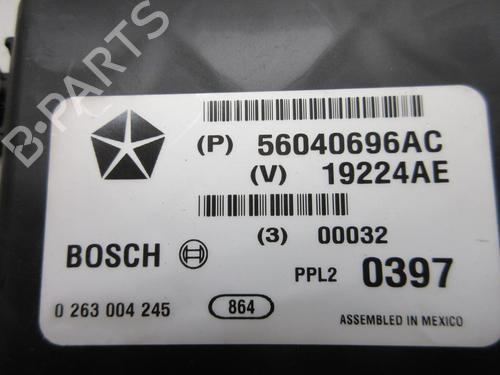 (P) 56040696AC
(V) 19224AE
(3) 00032
BOSCH
PPL2 0397
0 263 004 245
864
ASSEMBLED IN MEXICO
B-PARTS